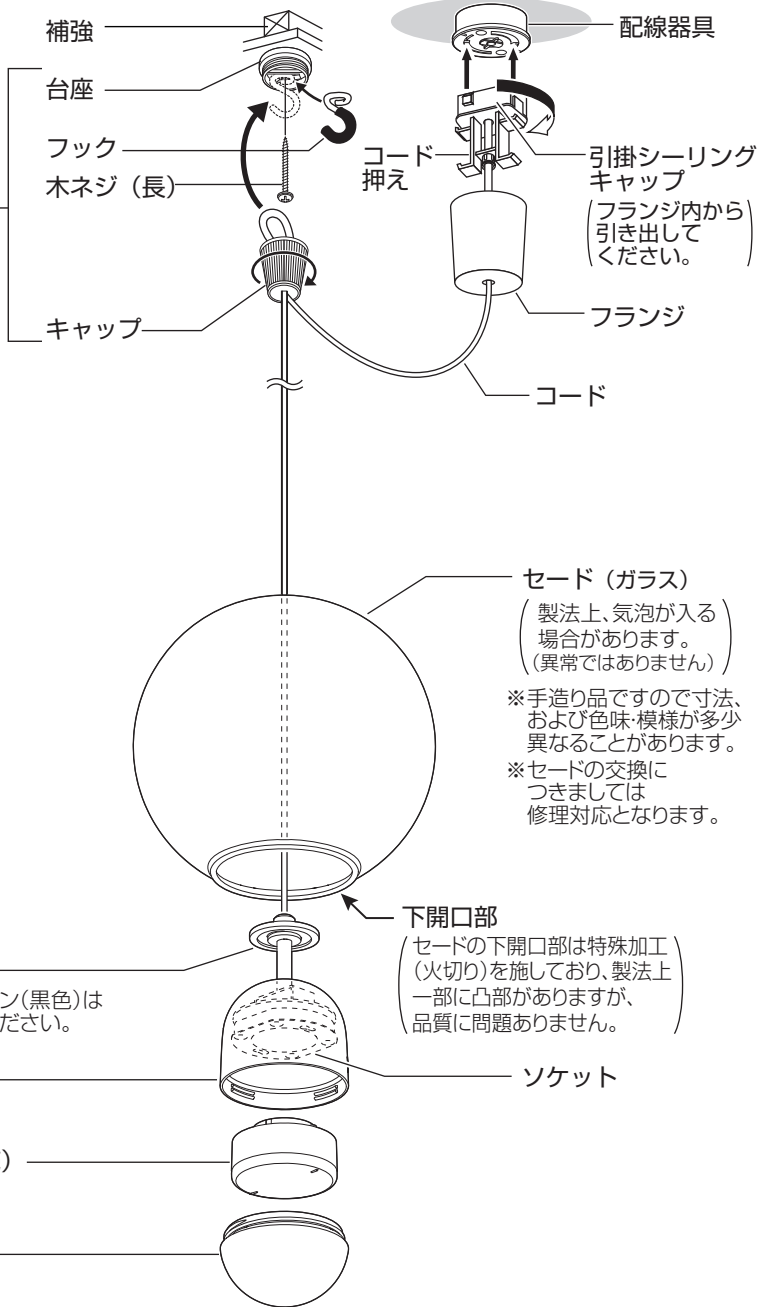 補強
台座
フック
木ネジ（長）
キャップ
配線器具
コード
押え
引掛シーリング
キャップ
（フランジ内から
引き出して
ください。）
フランジ
コード
セード（ガラス）
（製法上、気泡が入る
場合があります。
（異常ではありません））
※手造り品ですので寸法、
および色味・模様が多少
異なることがあります。
※セードの交換に
つきましては
修理対応となります。
下開口部
（セードの下開口部は特殊加工
（火切り）を施しており、製法上
一部に凸部がありますが、
品質に問題ありません。）
ン（黒色）は
ださい。
ソケット
）